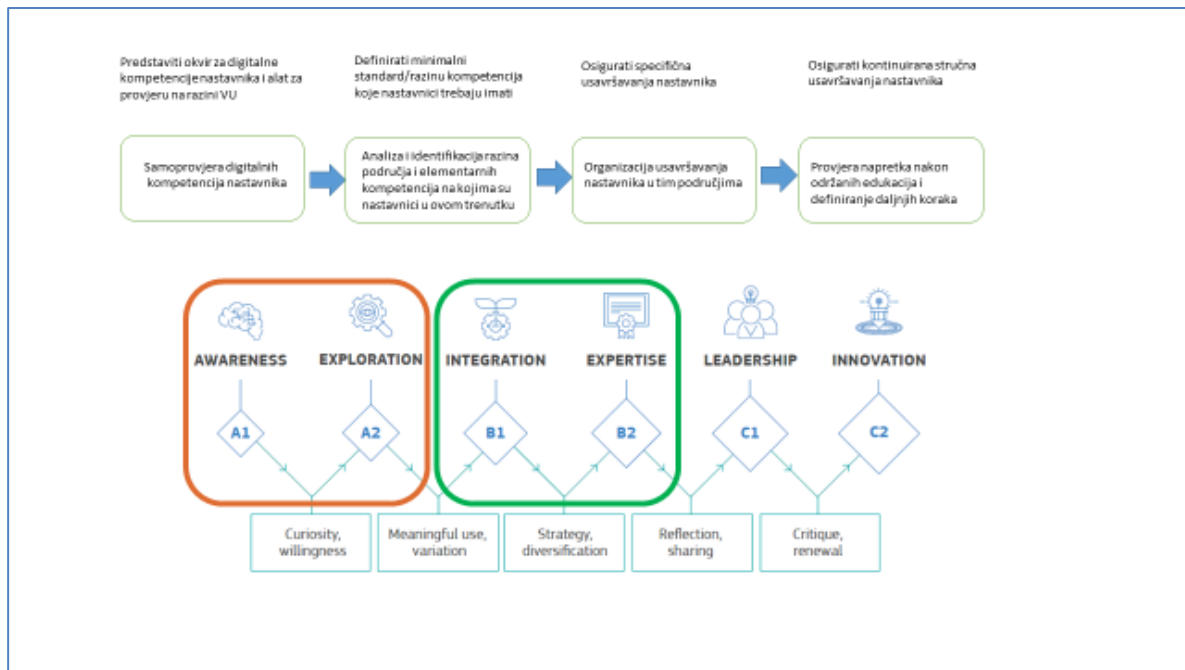 Predstaviti okvir za digitalne
kompetencije nastavnika i alat za
provjeru na razini VU
Definirati minimalni
standard/razinu kompetencija
koje nastavnici trebaju imati
Osigurati specifična
usavršavanja nastavnika
Osigurati kontinuirana stručna
usavršavanja nastavnika
Samoprovjera digitalnih
kompetencija nastavnika
Analiza i identifikacija razina
područja i elementarnih
kompetencija na kojima su
nastavnici u ovom trenutku
Organizacija usavršavanja
nastavnika u tim područjima
Provjera napretka nakon
održanih edukacija i
definiranje daljnjih koraka
AWARENESS
EXPLORATION
INTEGRATION
EXPERTISE
LEADERSHIP
INNOVATION
A1
A2
B1
B2
C1
C2
Curiosity,
willingness
Meaningful use,
variation
Strategy,
diversification
Reflection,
sharing
Critique,
renewal